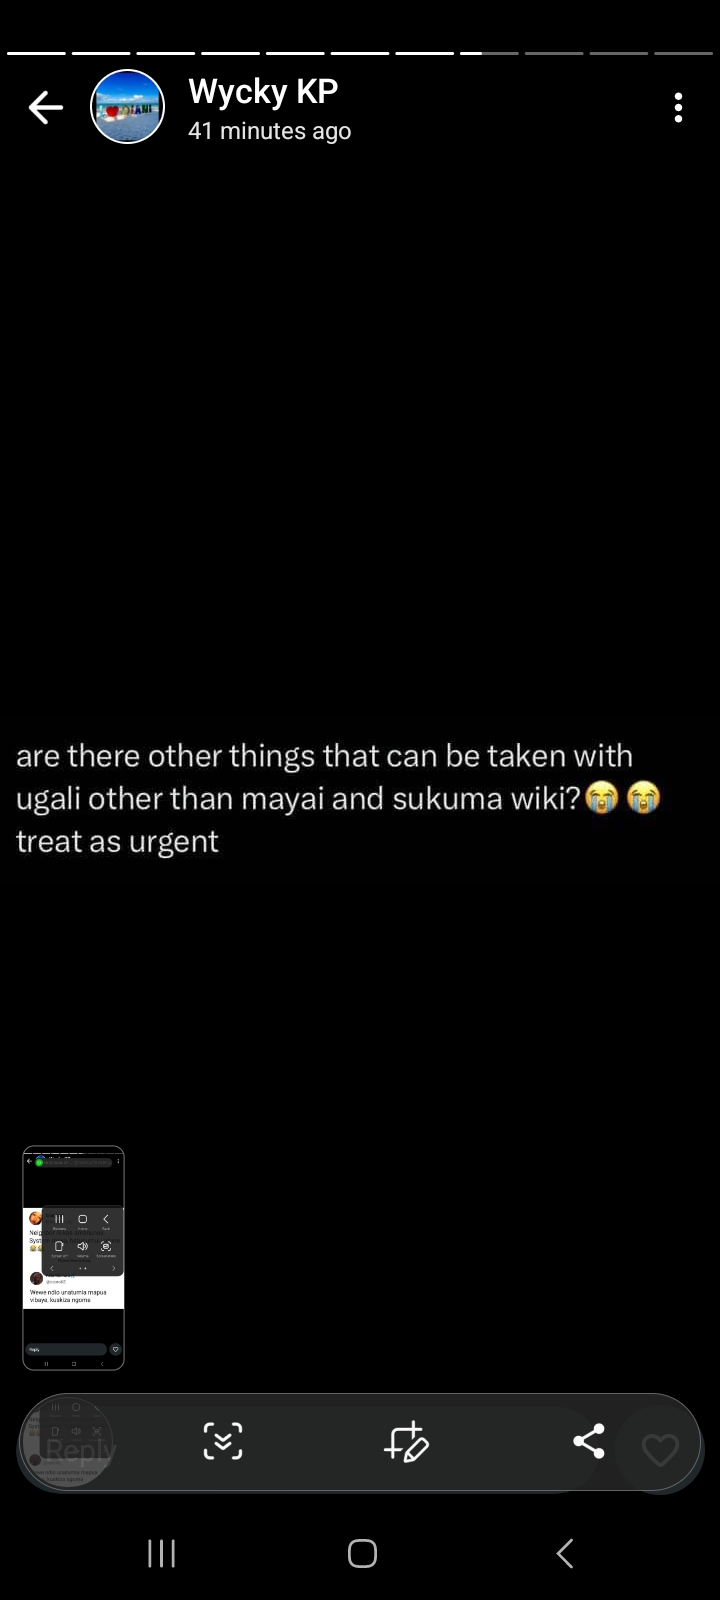 Wycky KP
41 minutes ago
are there other things that can be taken with
ugali other than mayai and sukuma wiki?😭😭
treat as urgent
Wewe ndio unatumia mapua
vibaya, kuskiza ngoma
Reply
Reply